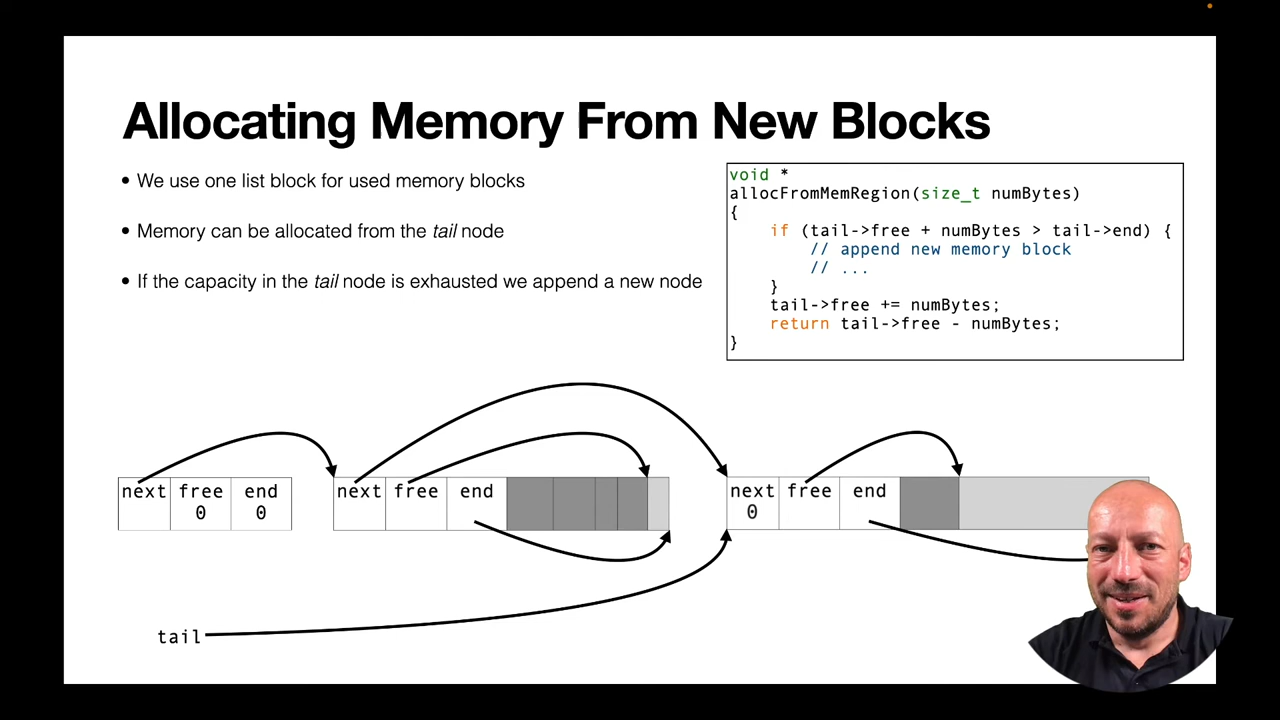 Allocating Memory From New Blocks
• We use one list block for used memory blocks
• Memory can be allocated from the tail node
• If the capacity in the tail node is exhausted we append a new node
void *
allocFromMemRegion(size_t numBytes)
{
    if (tail->free + numBytes > tail->end) {
        // append new memory block
        // ...
    }
    tail->free += numBytes;
    return tail->free - numBytes;
}
next free end
0 0
next free end
next free end
0
tail